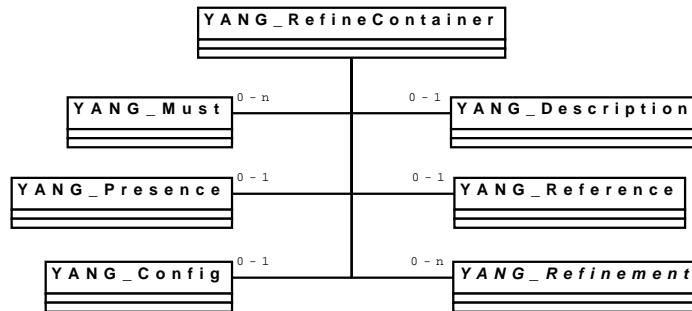 YANG_RefineContainer
0-n
0-1
YANG_Must
YANG_Description
0-1
0-1
YANG_Presence
YANG_Reference
0-1
0-n
YANG_Config
YANG_Refinement